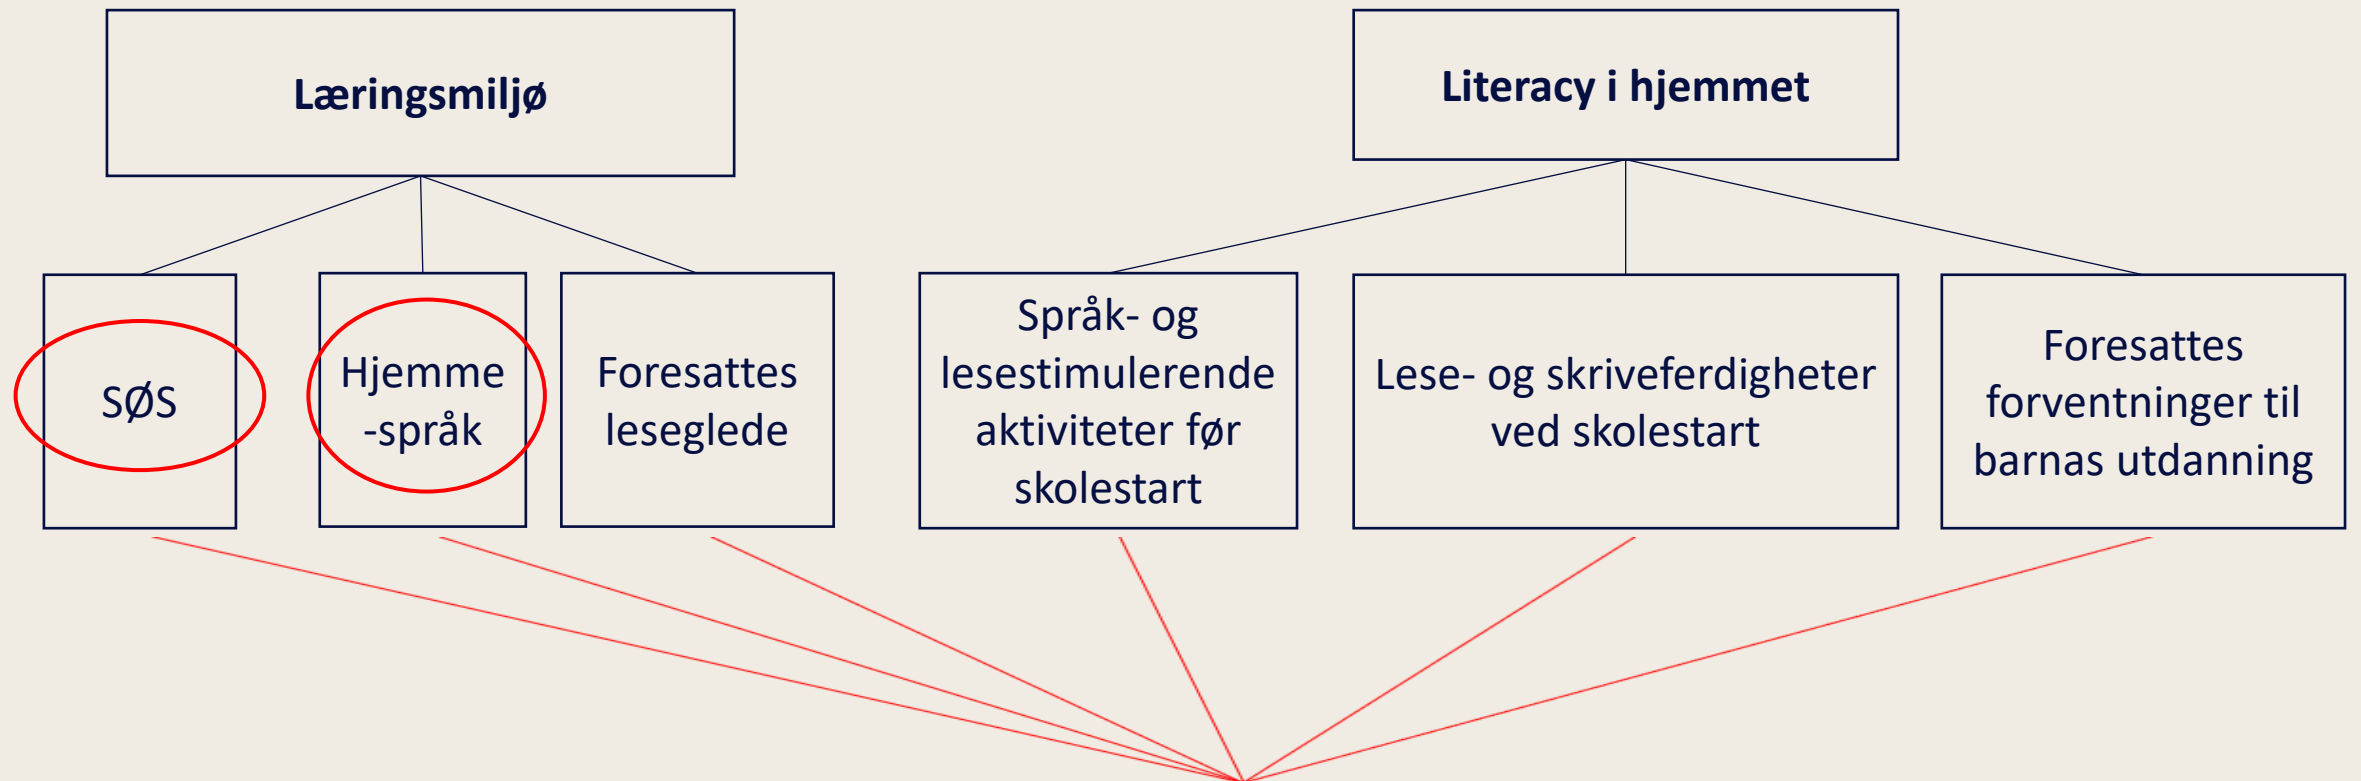 Læringsmiljø
Literacy i hjemmet
SØS
Hjemme
-språk
Foresattes
leseglede
Språk- og
lesestimulerende
aktiviteter før
skolestart
Lese- og skriveferdigheter
ved skolestart
Foresattes
forventninger til
barnas utdanning